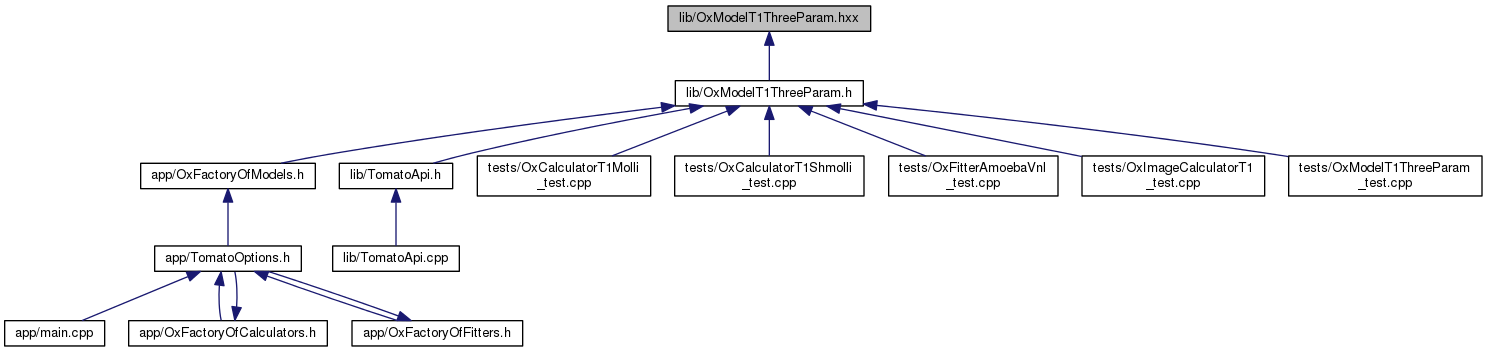 lib/OxModelT1ThreeParam.hxx
lib/OxModelT1ThreeParam.h
app/OxFactoryOfModels.h
lib/TomatoApi.h
tests/OxCalculatorT1Molli
_test.cpp
tests/OxCalculatorT1Shmolli
_test.cpp
tests/OxFitterAmoebaVnl
_test.cpp
tests/OxImageCalculatorT1
_test.cpp
tests/OxModelT1ThreeParam
_test.cpp
app/TomatoOptions.h
lib/TomatoApi.cpp
app/main.cpp
app/OxFactoryOfCalculators.h
app/OxFactoryOfFitters.h